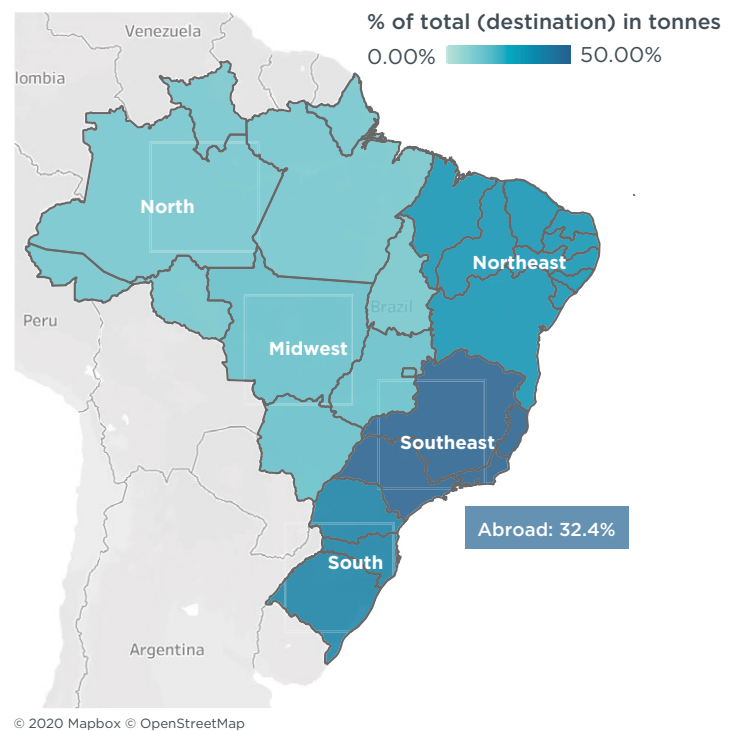 % of total (destination) in tonnes
0.00% 50.00%
Venezuela
lombia
North
Northeast
Brazil
Peru
Midwest
Southeast
Abroad: 32.4%
South
Argentina
© 2020 Mapbox © OpenStreetMap